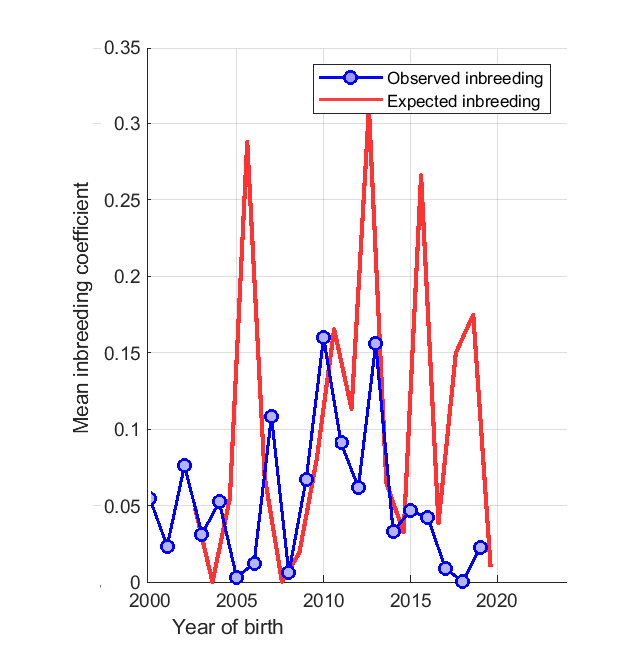 0.35
0.3
0.25
0.2
0.15
0.1
0.05
0
Mean inbreeding coefficient
Observed inbreeding
Expected inbreeding
2000 2005 2010 2015 2020
Year of birth